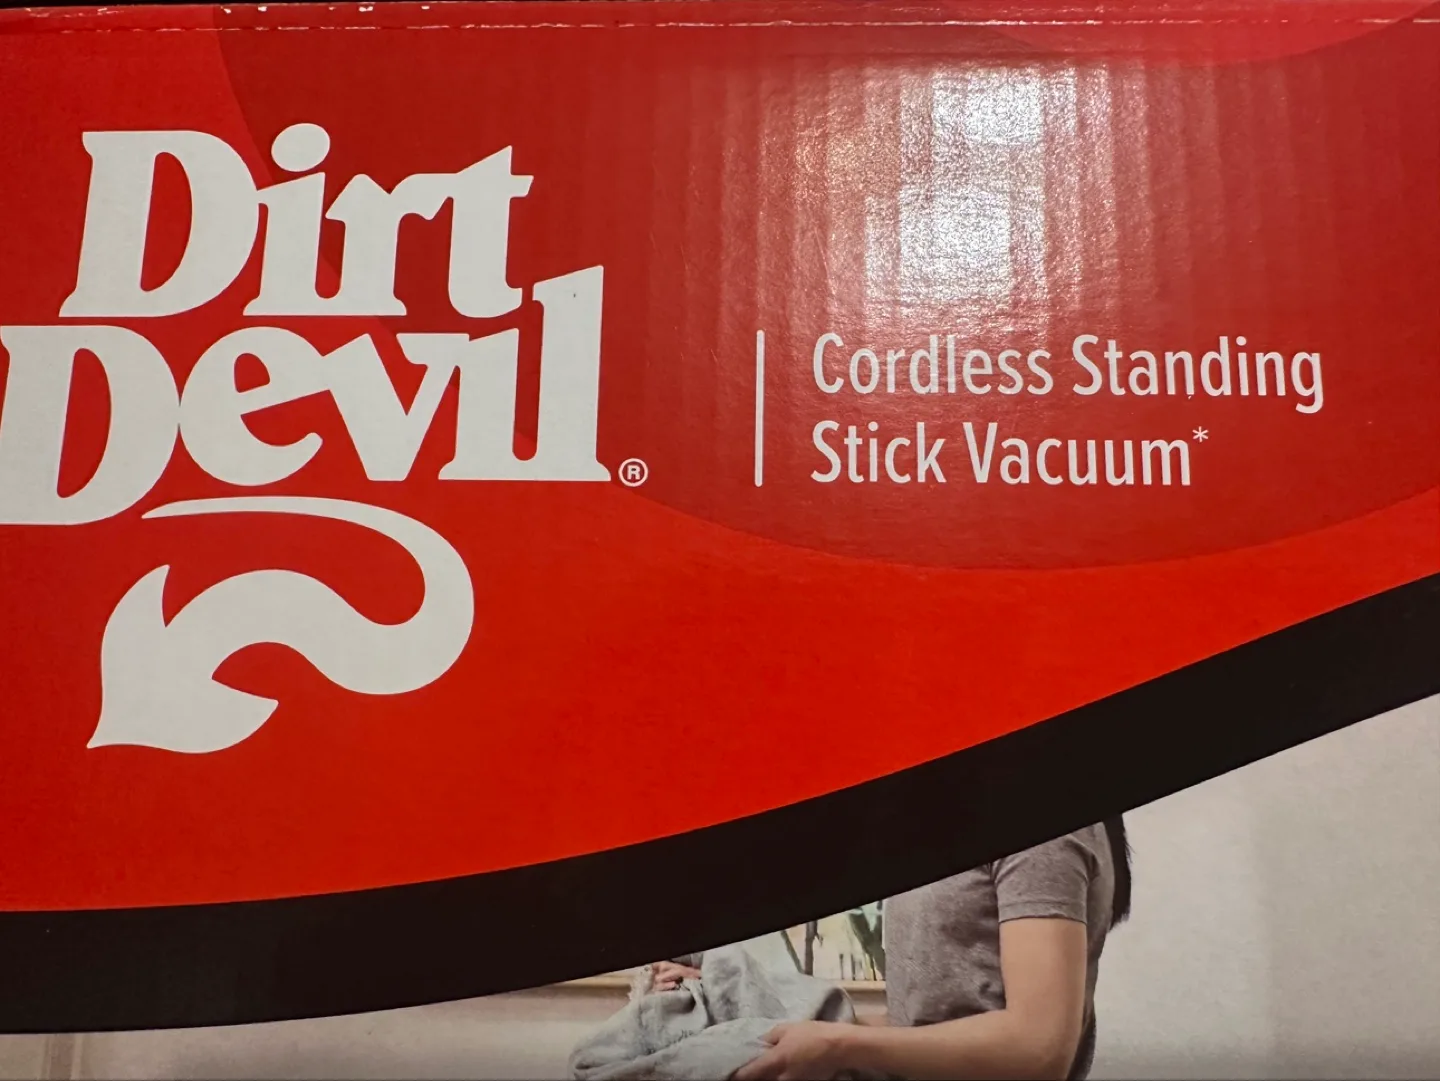 Dirt
Devil®
Cordless Standing
Stick Vacuum*